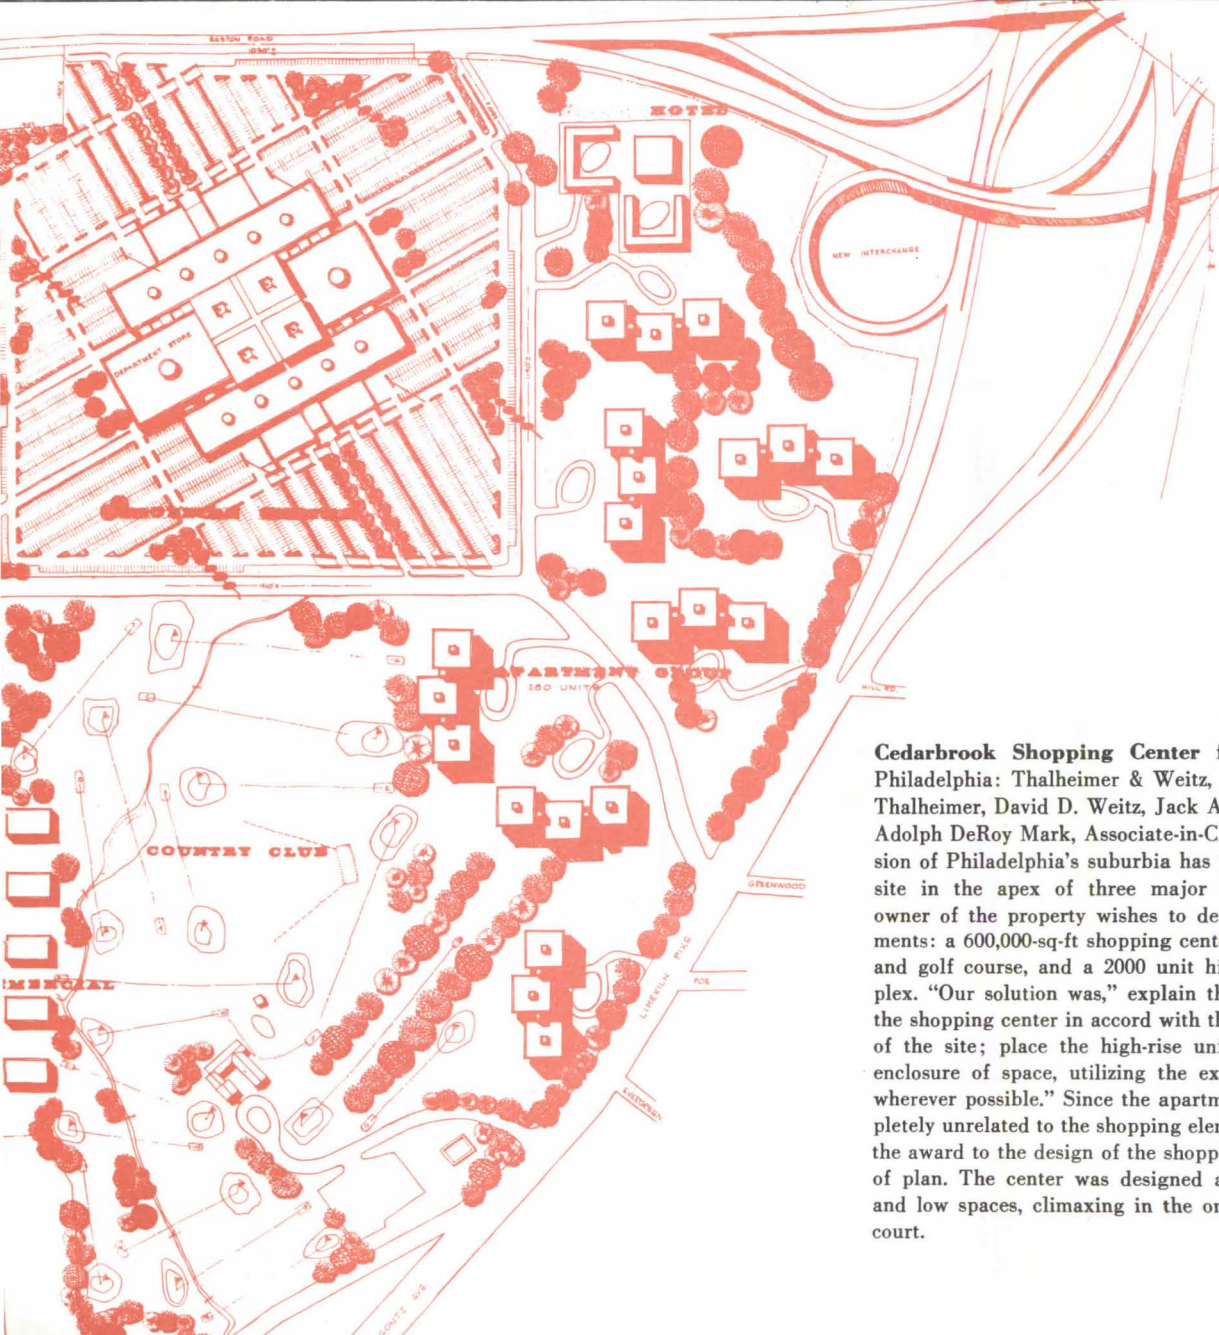 EASTON ROAD
1030'±
HOTEL
NEW INTERCHANGE
DEPARTMENT STORE
APARTMENT GROUP
180 UNITS
HILL RD.
COUNTRY CLUB
GREENWOOD
LIMEKILN PIKE
EVERGREEN
Cedarbrook Shopping Center
Philadelphia: Thalheimer & Weitz,
Thalheimer, David D. Weitz, Jack A
Adolph DeRoy Mark, Associate-in-C
sion of Philadelphia's suburbia has
site in the apex of three major
owner of the property wishes to de
ments: a 600,000-sq-ft shopping cent
and golf course, and a 2000 unit hi
plex. “Our solution was,” explain th
the shopping center in accord with th
of the site; place the high-rise uni
enclosure of space, utilizing the ex
wherever possible.” Since the apartm
pletely unrelated to the shopping eler
the award to the design of the shopp
of plan. The center was designed a
and low spaces, climaxing in the or
court.